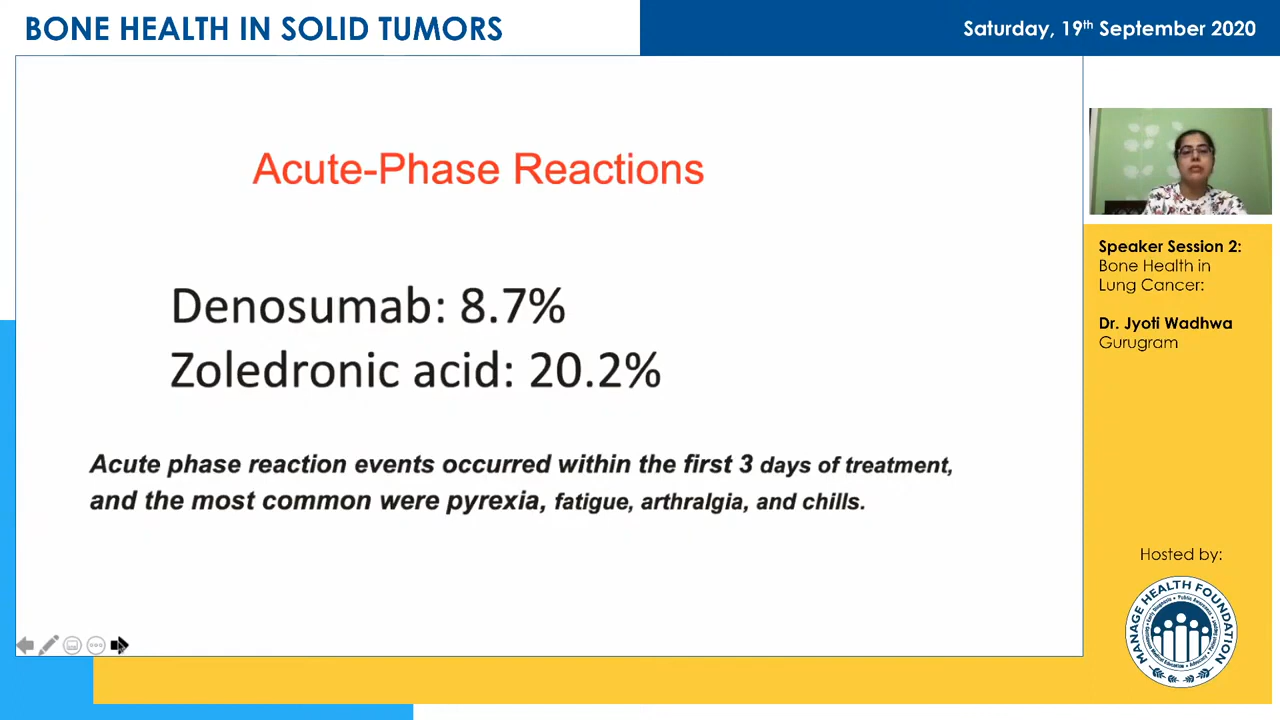 BONE HEALTH IN SOLID TUMORS
Saturday, 19th September 2020
Acute-Phase Reactions
Denosumab: 8.7%
Zoledronic acid: 20.2%
Acute phase reaction events occurred within the first 3 days of treatment,
and the most common were pyrexia, fatigue, arthralgia, and chills.
Speaker Session 2:
Bone Health in
Lung Cancer:
Dr. Jyoti Wadhwa
Gurugram
Hosted by:
MANAGE HEALTH FOUNDATION